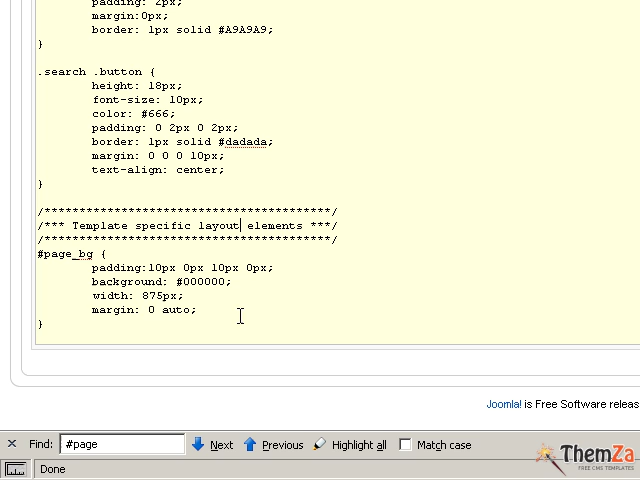 padding: 2px;
margin:0px;
border: 1px solid #A9A9A9;
}
.search .button {
height: 18px;
font-size: 10px;
color: #666;
padding: 0 2px 0 2px;
border: 1px solid #dadada;
margin: 0 0 0 10px;
text-align: center;
}
/**************************************/
/*** Template specific layout elements ***/
/**************************************/
#page_bg {
padding:10px 0px 10px 0px;
background: #000000;
width: 875px;
margin: 0 auto;
}
Joomla! is Free Software releas
Find: #page Next Previous Highlight all Match case
Done
ThemZa
FREE CMS TEMPLATES